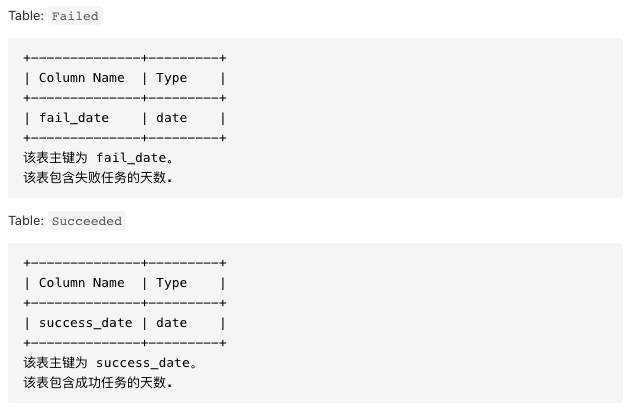 Table: Failed
+--------------+---------+
| Column Name  | Type    |
+--------------+---------+
| fail_date    | date    |
+--------------+---------+
该表主键为 fail_date。
该表包含失败任务的天数.
Table: Succeeded
+--------------+---------+
| Column Name  | Type    |
+--------------+---------+
| success_date | date    |
+--------------+---------+
该表主键为 success_date。
该表包含成功任务的天数.